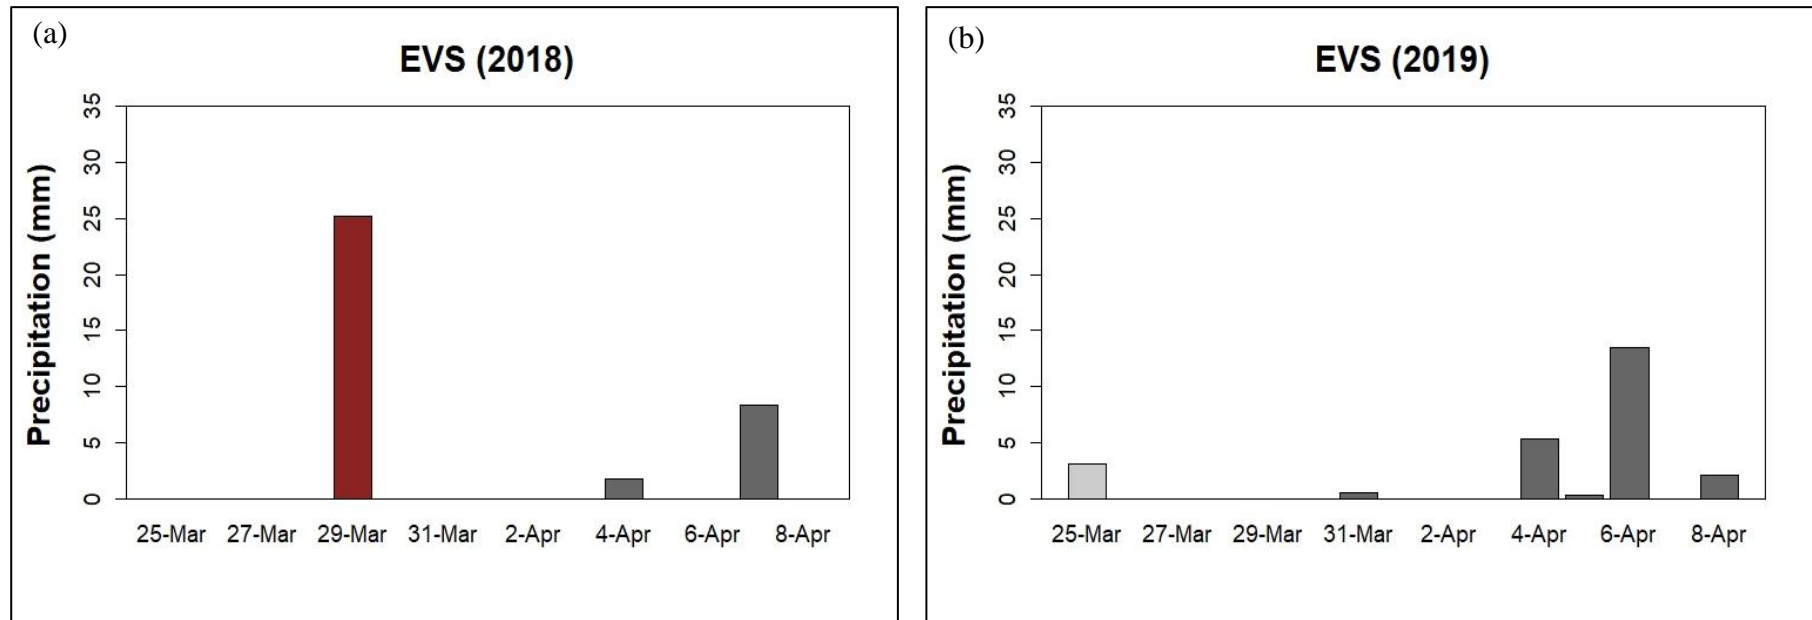 (a)
EVS (2018)
Precipitation (mm)
35
30
25
20
15
10
5
0
25-Mar 27-Mar 29-Mar 31-Mar 2-Apr 4-Apr 6-Apr 8-Apr
(b)
EVS (2019)
Precipitation (mm)
35
30
25
20
15
10
5
0
25-Mar 27-Mar 29-Mar 31-Mar 2-Apr 4-Apr 6-Apr 8-Apr